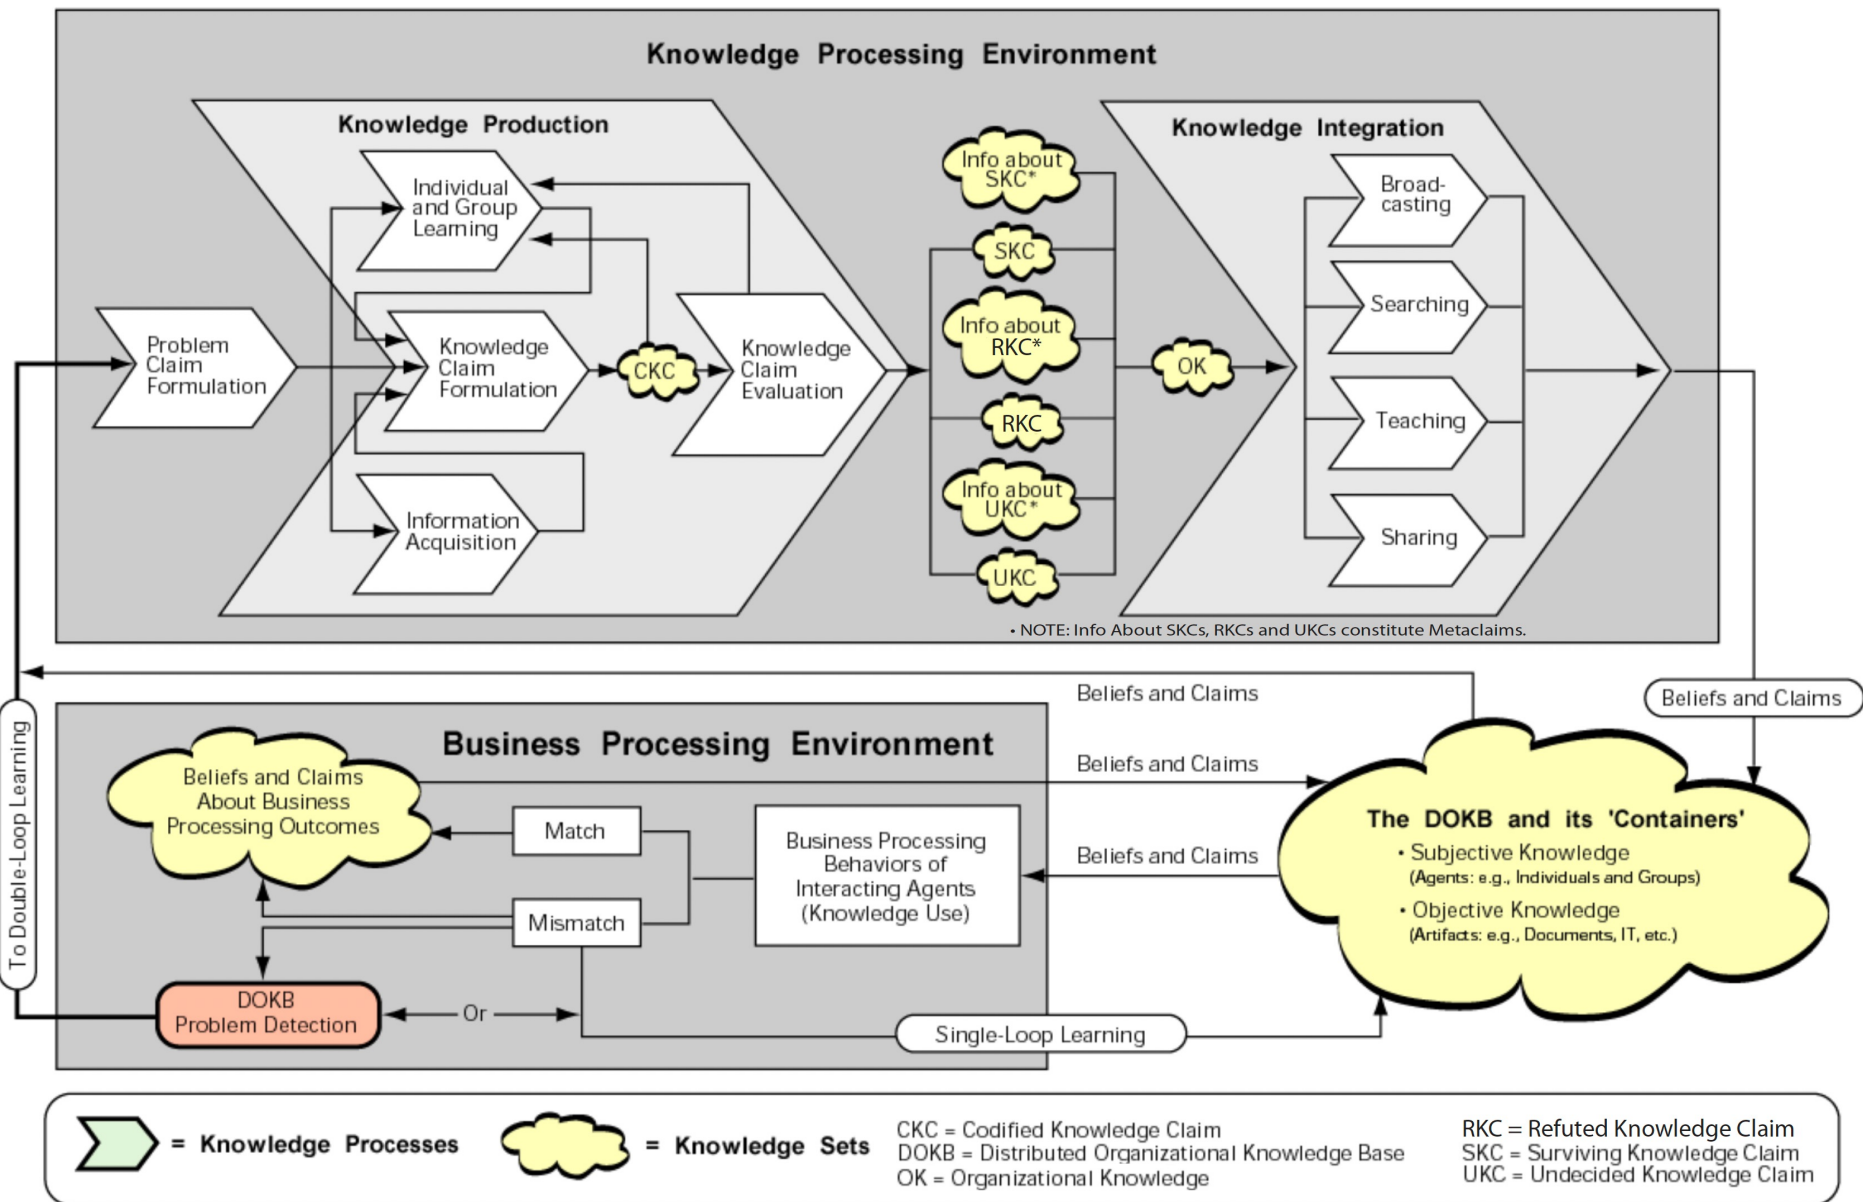 Knowledge Processing Environment
Knowledge Production
Knowledge Integration
Individual
and Group
Learning
Problem
Claim
Formulation
Knowledge
Claim
Formulation
CKC
Knowledge
Claim
Evaluation
Information
Acquisition
Info about
SKC*
SKC
Info about
RKC*
RKC
Info about
UKC*
UKC
OK
Broad-
casting
Searching
Teaching
Sharing
• NOTE: Info About SKCs, RKCs and UKCs constitute Metaclaims.
Beliefs and Claims
Beliefs and Claims
To Double-Loop Learning
Business Processing Environment
Beliefs and Claims
About Business
Processing Outcomes
Match
Mismatch
Business Processing
Behaviors of
Interacting Agents
(Knowledge Use)
Beliefs and Claims
Beliefs and Claims
The DOKB and its 'Containers'
• Subjective Knowledge
(Agents: e.g., Individuals and Groups)
• Objective Knowledge
(Artifacts: e.g., Documents, IT, etc.)
DOKB
Problem Detection
Or
Single-Loop Learning
= Knowledge Processes
= Knowledge Sets
CKC = Codified Knowledge Claim
DOKB = Distributed Organizational Knowledge Base
OK = Organizational Knowledge
RKC = Refuted Knowledge Claim
SKC = Surviving Knowledge Claim
UKC = Undecided Knowledge Claim